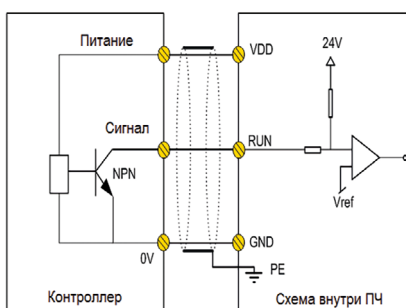 Питание
VDD
24V
Сигнал
RUN
NPN
Vref
0V
GND
PE
Контроллер
Схема внутри ПЧ